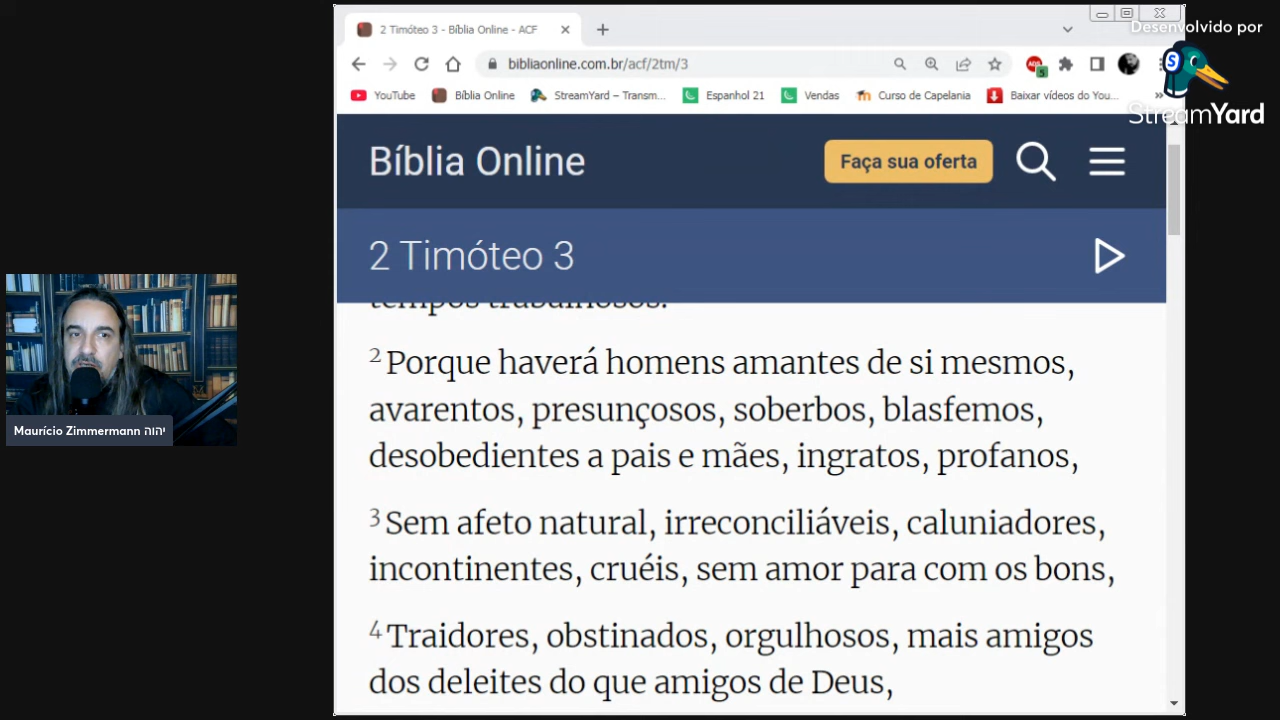 2 Timóteo 3 - Bíblia Online - ACF
bibliaonline.com.br/acf/2tm/3
YouTube
Bíblia Online
StreamYard – Transm...
Espanhol 21
Vendas
Curso de Capelania
Baixar vídeos do You...
Desenvolvido por
StreamYard
Bíblia Online
Faça sua oferta
2 Timóteo 3
tempos trabalhosos.
2 Porque haverá homens amantes de si mesmos,
avarentos, presunçosos, soberbos, blasfemos,
desobedientes a pais e mães, ingratos, profanos,
3 Sem afeto natural, irreconciliáveis, caluniadores,
incontinentes, cruéis, sem amor para com os bons,
4 Traidores, obstinados, orgulhosos, mais amigos
dos deleites do que amigos de Deus,
Maurício Zimmermann יהוה